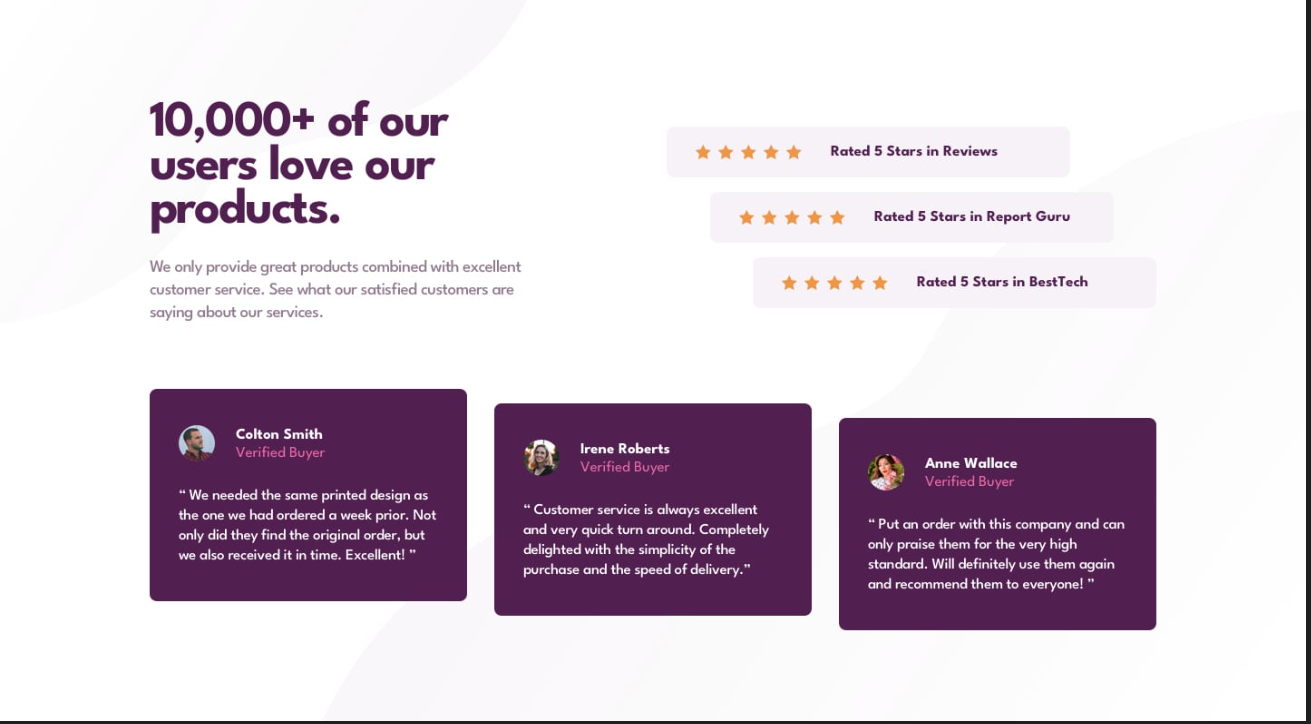 10,000+ of our
users love our
products.
We only provide great products combined with excellent
customer service. See what our satisfied customers are
saying about our services.
Rated 5 Stars in Reviews
Rated 5 Stars in Report Guru
Rated 5 Stars in BestTech
Colton Smith
Verified Buyer
“ We needed the same printed design as
the one we had ordered a week prior. Not
only did they find the original order, but
we also received it in time. Excellent! ”
Irene Roberts
Verified Buyer
“ Customer service is always excellent
and very quick turn around. Completely
delighted with the simplicity of the
purchase and the speed of delivery.”
Anne Wallace
Verified Buyer
“ Put an order with this company and can
only praise them for the very high
standard. Will definitely use them again
and recommend them to everyone! ”